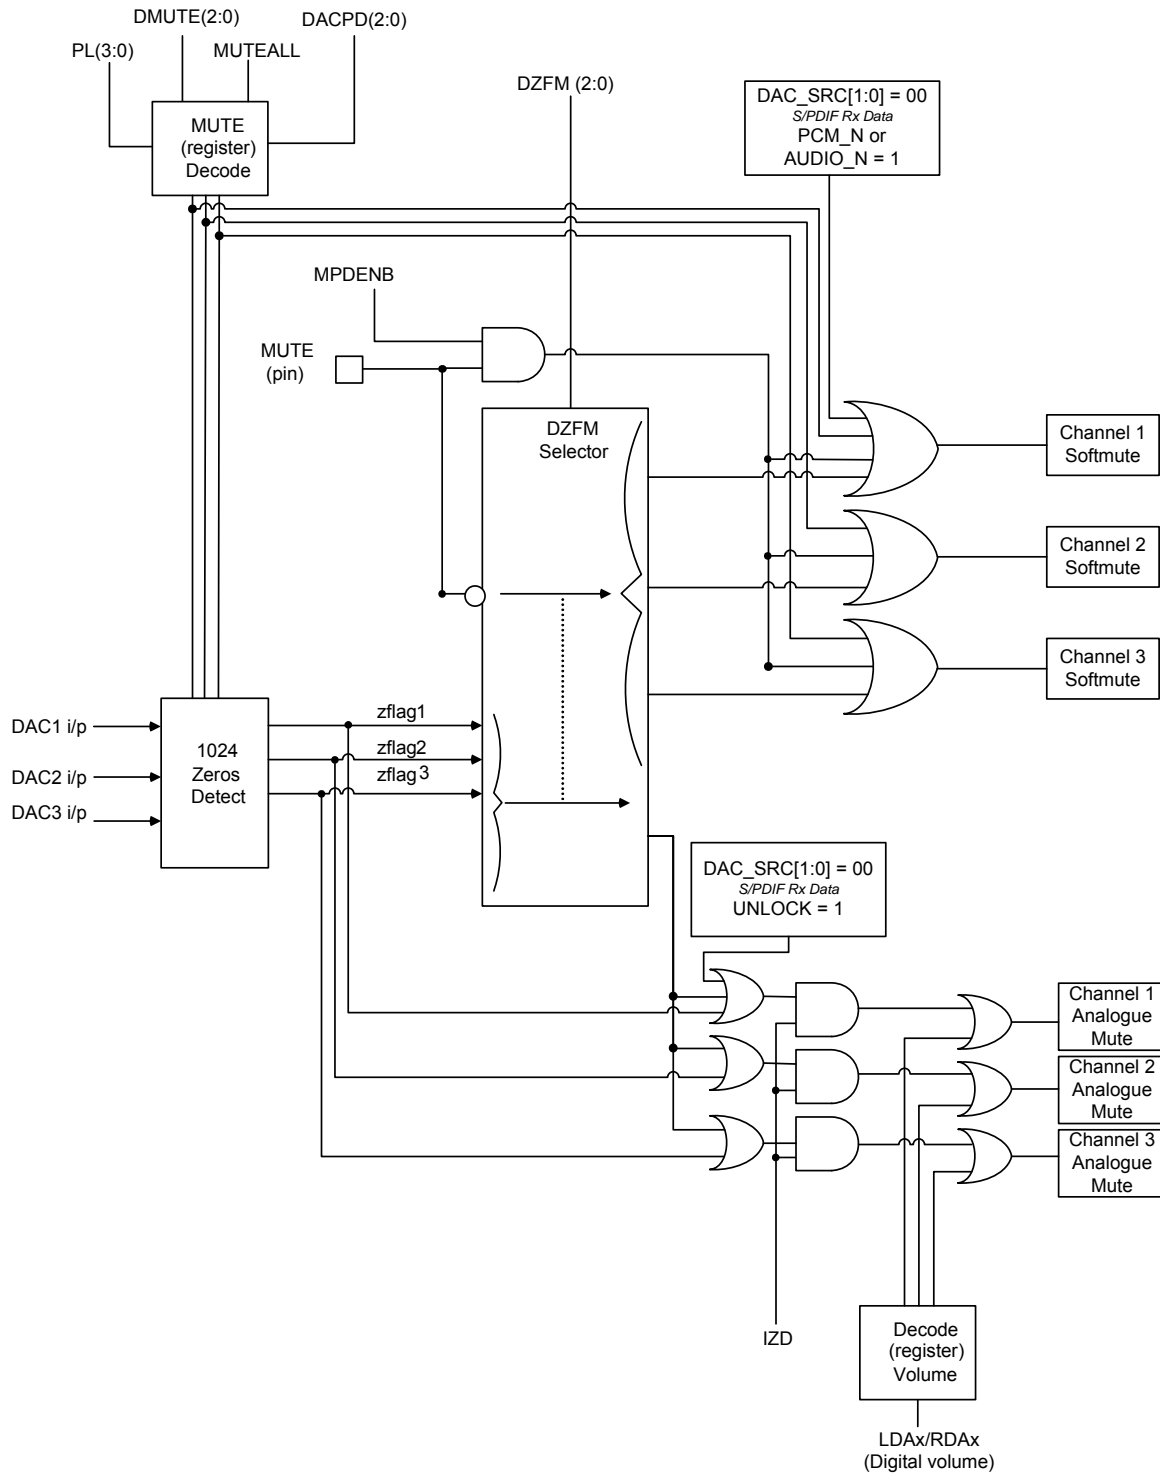 DMUTE(2:0)
DACPD(2:0)
PL(3:0)
MUTEALL
DZFM (2:0)
MUTE
(register)
Decode
DAC_SRC[1:0] = 00
S/PDIF Rx Data
PCM_N or
AUDIO_N = 1
MPDENB
MUTE
(pin)
DZFM
Selector
Channel 1
Softmute
Channel 2
Softmute
Channel 3
Softmute
DAC1 i/p
DAC2 i/p
DAC3 i/p
1024
Zeros
Detect
zflag1
zflag2
zflag3
DAC_SRC[1:0] = 00
S/PDIF Rx Data
UNLOCK = 1
Channel 1
Analogue
Mute
Channel 2
Analogue
Mute
Channel 3
Analogue
Mute
IZD
Decode
(register)
Volume
LDAx/RDAx
(Digital volume)